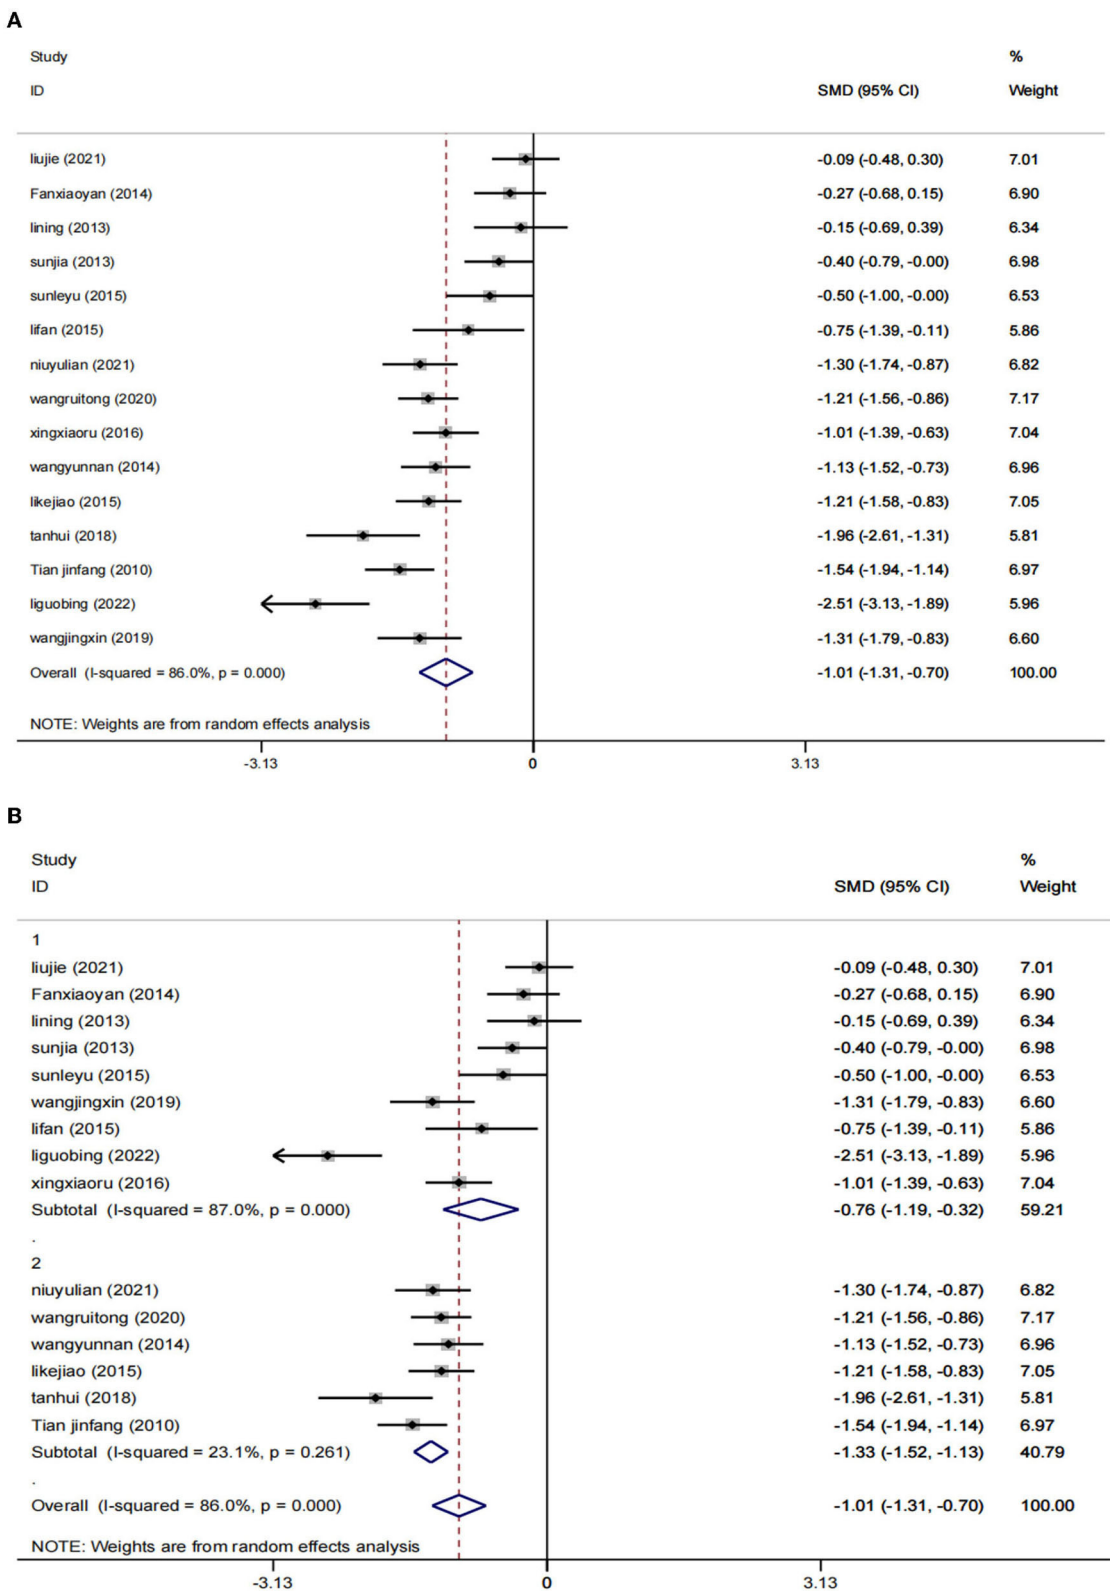 A
Study %
ID SMD (95% CI) Weight
liujie (2021) -0.09 (-0.48, 0.30) 7.01
Fanxiaoyan (2014) -0.27 (-0.68, 0.15) 6.90
lining (2013) -0.15 (-0.69, 0.39) 6.34
sunjia (2013) -0.40 (-0.79, -0.00) 6.98
sunleyu (2015) -0.50 (-1.00, -0.00) 6.53
lifan (2015) -0.75 (-1.39, -0.11) 5.86
niuyulian (2021) -1.30 (-1.74, -0.87) 6.82
wangruitong (2020) -1.21 (-1.56, -0.86) 7.17
xingxiaoru (2016) -1.01 (-1.39, -0.63) 7.04
wangyunnan (2014) -1.13 (-1.52, -0.73) 6.96
likejiao (2015) -1.21 (-1.58, -0.83) 7.05
tanhui (2018) -1.96 (-2.61, -1.31) 5.81
Tian jinfang (2010) -1.54 (-1.94, -1.14) 6.97
liguobing (2022) -2.51 (-3.13, -1.89) 5.96
wangjingxin (2019) -1.31 (-1.79, -0.83) 6.60
Overall (I-squared = 86.0%, p = 0.000) -1.01 (-1.31, -0.70) 100.00
NOTE: Weights are from random effects analysis
-3.13 0 3.13
B
Study %
ID SMD (95% CI) Weight
1
liujie (2021) -0.09 (-0.48, 0.30) 7.01
Fanxiaoyan (2014) -0.27 (-0.68, 0.15) 6.90
lining (2013) -0.15 (-0.69, 0.39) 6.34
sunjia (2013) -0.40 (-0.79, -0.00) 6.98
sunleyu (2015) -0.50 (-1.00, -0.00) 6.53
wangjingxin (2019) -1.31 (-1.79, -0.83) 6.60
lifan (2015) -0.75 (-1.39, -0.11) 5.86
liguobing (2022) -2.51 (-3.13, -1.89) 5.96
xingxiaoru (2016) -1.01 (-1.39, -0.63) 7.04
Subtotal (I-squared = 87.0%, p = 0.000) -0.76 (-1.19, -0.32) 59.21
.
2
niuyulian (2021) -1.30 (-1.74, -0.87) 6.82
wangruitong (2020) -1.21 (-1.56, -0.86) 7.17
wangyunnan (2014) -1.13 (-1.52, -0.73) 6.96
likejiao (2015) -1.21 (-1.58, -0.83) 7.05
tanhui (2018) -1.96 (-2.61, -1.31) 5.81
Tian jinfang (2010) -1.54 (-1.94, -1.14) 6.97
Subtotal (I-squared = 23.1%, p = 0.261) -1.33 (-1.52, -1.13) 40.79
.
Overall (I-squared = 86.0%, p = 0.000) -1.01 (-1.31, -0.70) 100.00
NOTE: Weights are from random effects analysis
-3.13 0 3.13